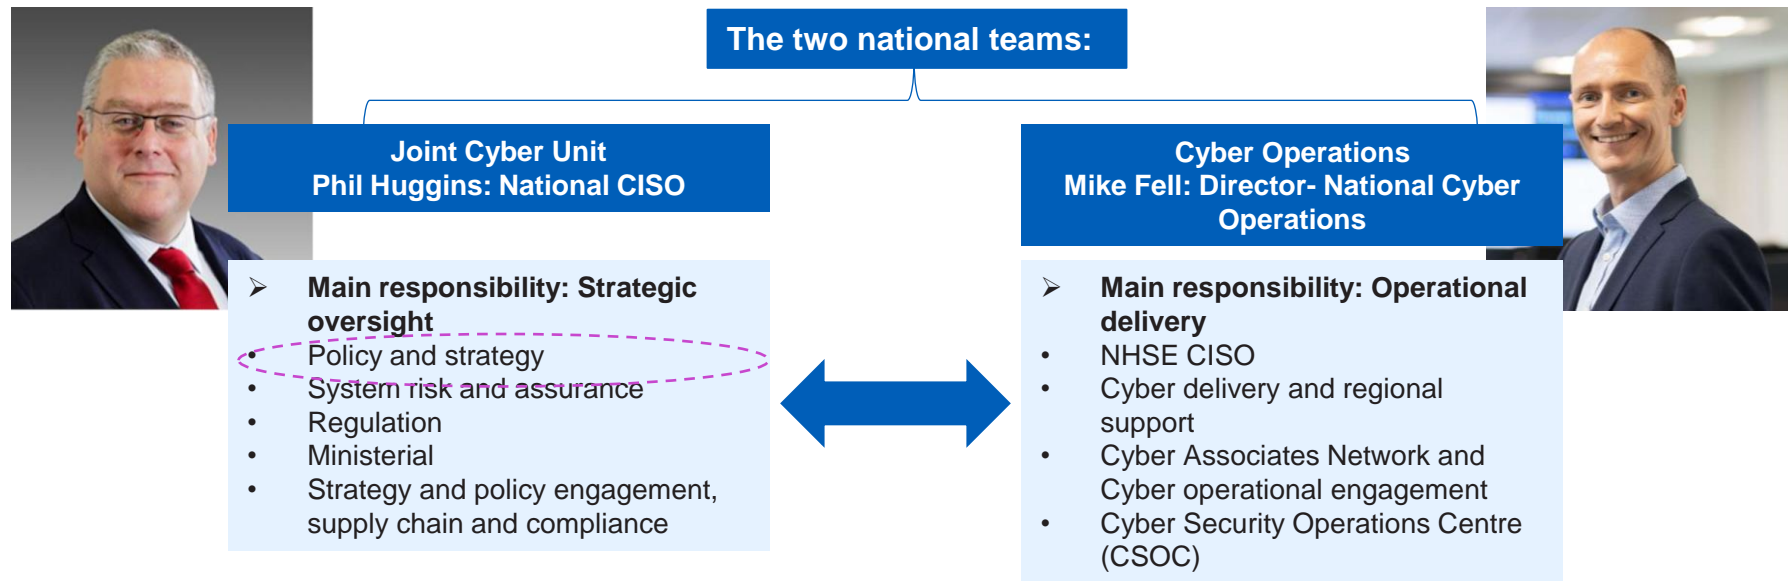 The two national teams:
Joint Cyber Unit
Phil Huggins: National CISO
➢ Main responsibility: Strategic
oversight
• Policy and strategy
• System risk and assurance
• Regulation
• Ministerial
• Strategy and policy engagement,
supply chain and compliance
Cyber Operations
Mike Fell: Director- National Cyber
Operations
➢ Main responsibility: Operational
delivery
• NHSE CISO
• Cyber delivery and regional
support
• Cyber Associates Network and
Cyber operational engagement
• Cyber Security Operations Centre
(CSOC)